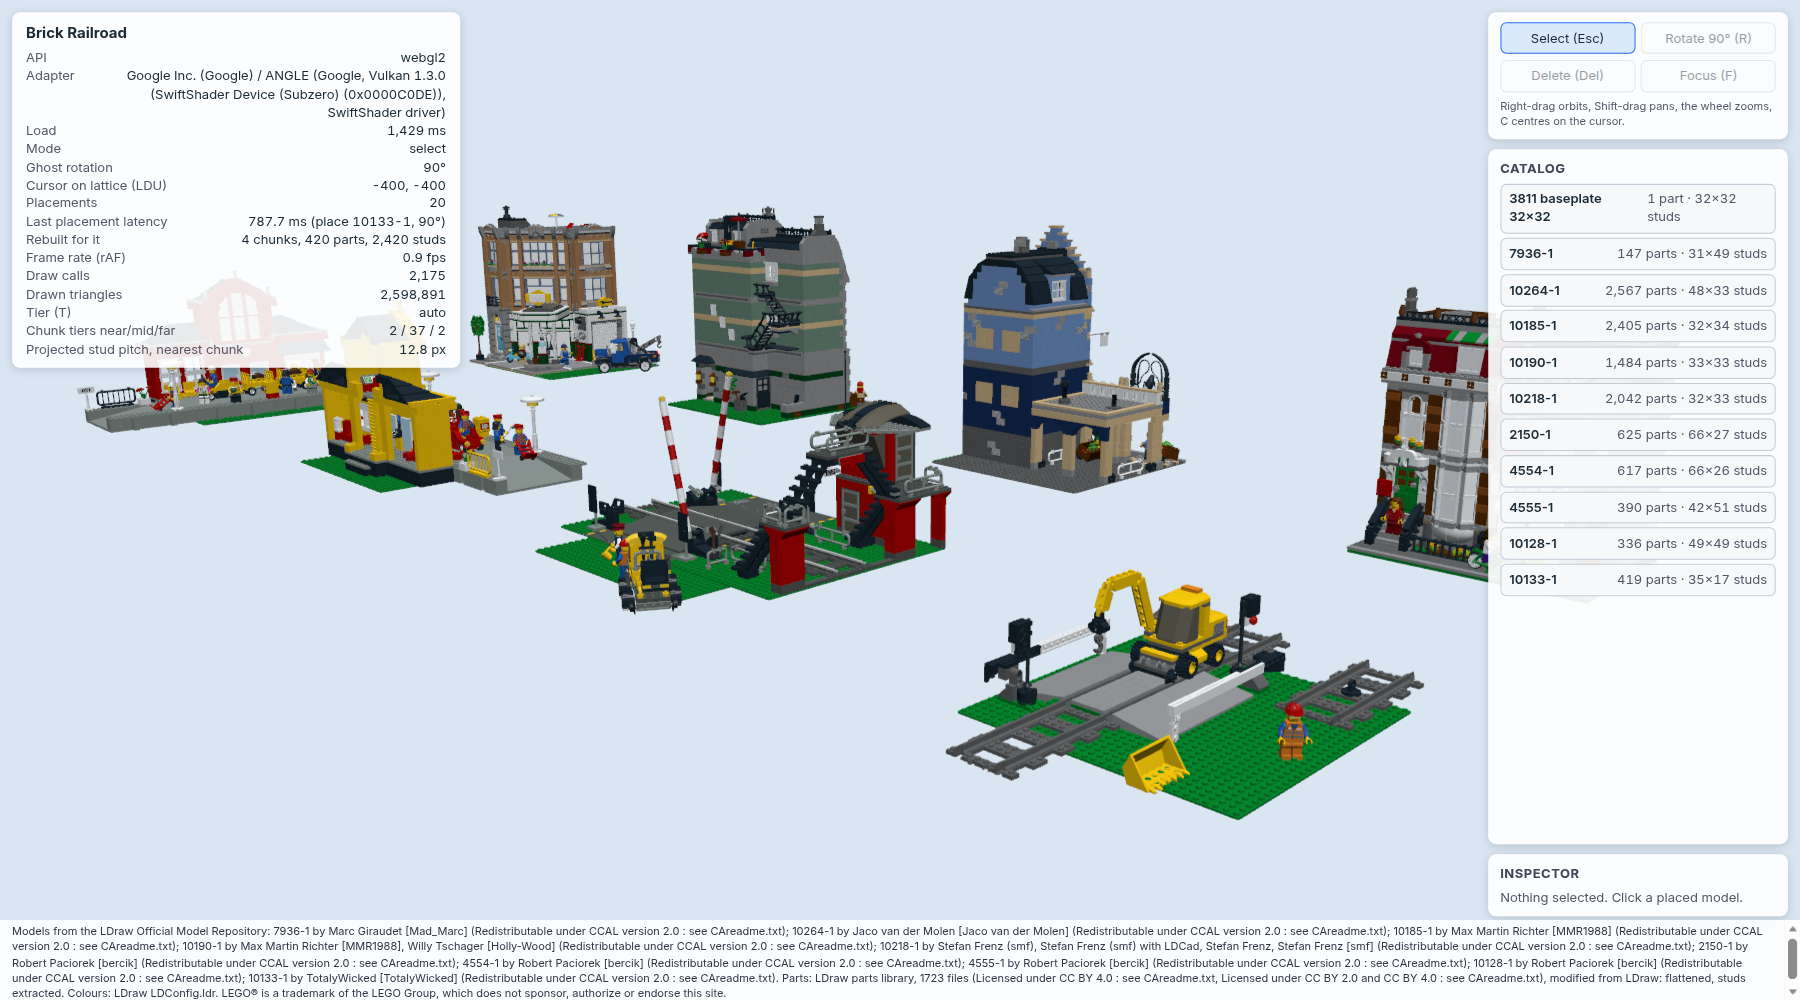 Brick Railroad
API webgl2
Adapter Google Inc. (Google) / ANGLE (Google, Vulkan 1.3.0
(SwiftShader Device (Subzero) (0x0000C0DE)),
SwiftShader driver)
Load 1,429 ms
Mode select
Ghost rotation 90°
Cursor on lattice (LDU) -400, -400
Placements 20
Last placement latency 787.7 ms (place 10133-1, 90°)
Rebuilt for it 4 chunks, 420 parts, 2,420 studs
Frame rate (rAF) 0.9 fps
Draw calls 2,175
Drawn triangles 2,598,891
Tier (T) auto
Chunk tiers near/mid/far 2 / 37 / 2
Projected stud pitch, nearest chunk 12.8 px
Select (Esc) Rotate 90° (R)
Delete (Del) Focus (F)
Right-drag orbits, Shift-drag pans, the wheel zooms,
C centres on the cursor.
CATALOG
3811 baseplate 32×32 1 part · 32×32 studs
7936-1 147 parts · 31×49 studs
10264-1 2,567 parts · 48×33 studs
10185-1 2,405 parts · 32×34 studs
10190-1 1,484 parts · 33×33 studs
10218-1 2,042 parts · 32×33 studs
2150-1 625 parts · 66×27 studs
4554-1 617 parts · 66×26 studs
4555-1 390 parts · 42×51 studs
10128-1 336 parts · 49×49 studs
10133-1 419 parts · 35×17 studs
INSPECTOR
Nothing selected. Click a placed model.
Models from the LDraw Official Model Repository: 7936-1 by Marc Giraudet [Mad_Marc] (Redistributable under CCAL version 2.0 : see CAreadme.txt); 10264-1 by Jaco van der Molen [Jaco van der Molen] (Redistributable under CCAL version 2.0 : see CAreadme.txt); 10185-1 by Max Martin Richter [MMR1988] (Redistributable under CCAL
version 2.0 : see CAreadme.txt); 10190-1 by Max Martin Richter [MMR1988], Willy Tschager [Holly-Wood] (Redistributable under CCAL version 2.0 : see CAreadme.txt); 10218-1 by Stefan Frenz (smf), Stefan Frenz (smf) with LDCad, Stefan Frenz, Stefan Frenz [smf] (Redistributable under CCAL version 2.0 : see CAreadme.txt); 2150-1 by
Robert Paciorek [bercik] (Redistributable under CCAL version 2.0 : see CAreadme.txt); 4554-1 by Robert Paciorek [bercik] (Redistributable under CCAL version 2.0 : see CAreadme.txt); 4555-1 by Robert Paciorek [bercik] (Redistributable under CCAL version 2.0 : see CAreadme.txt); 10128-1 by Robert Paciorek [bercik] (Redistributable
under CCAL version 2.0 : see CAreadme.txt); 10133-1 by TotalyWicked [TotalyWicked] (Redistributable under CCAL version 2.0 : see CAreadme.txt). Parts: LDraw parts library, 1723 files (Licensed under CC BY 4.0 : see CAreadme.txt, Licensed under CC BY 2.0 and CC BY 4.0 : see CAreadme.txt), modified from LDraw: flattened, studs
extracted. Colours: LDraw LDConfig.ldr. LEGO® is a trademark of the LEGO Group, which does not sponsor, authorize or endorse this site.